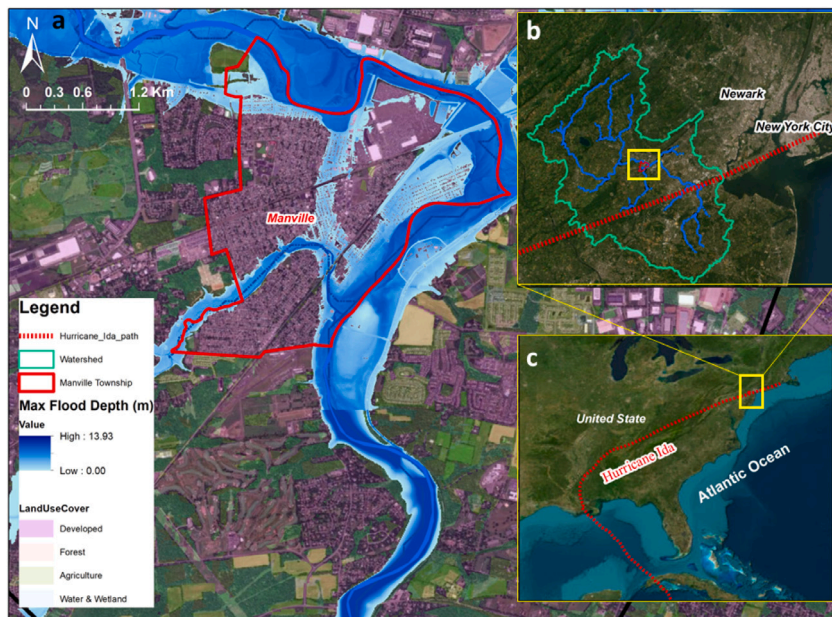 a
N
0 0.3 0.6 1.2 Km
Manville
Legend
Hurricane_Ida_path
Watershed
Manville Township
Max Flood Depth (m)
Value
High : 13.93
Low : 0.00
LandUseCover
Developed
Forest
Agriculture
Water & Wetland
b
Newark
New York City
c
United State
Hurricane Ida
Atlantic Ocean